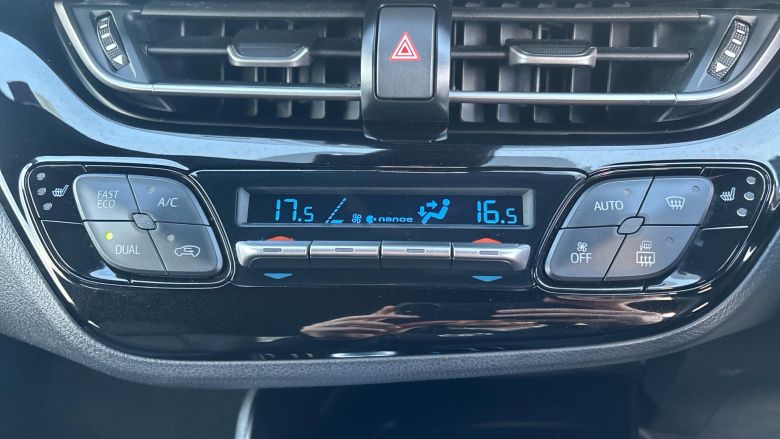 FAST
ECO
A/C
DUAL
17.5
nanoe
16.5
AUTO
OFF